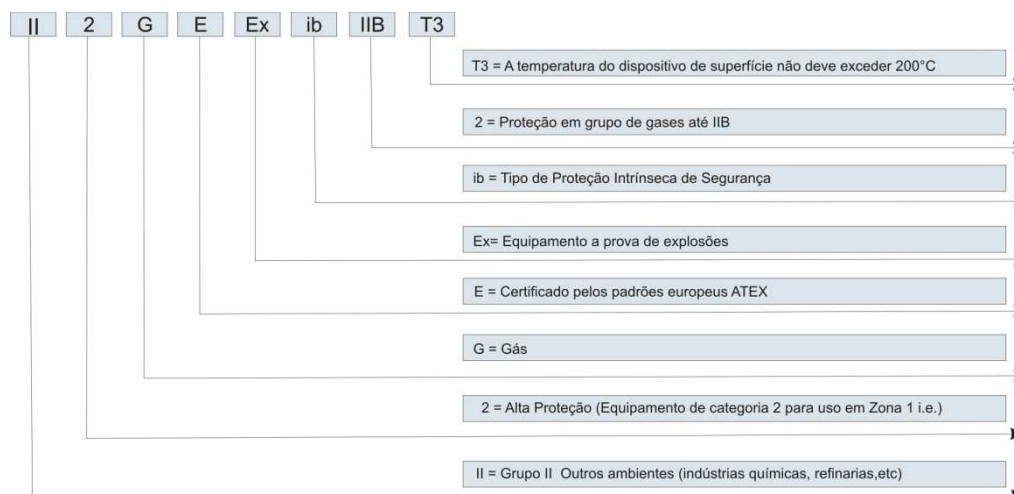 II 2 G E Ex ib IIB T3
T3 = A temperatura do dispositivo de superfície não deve exceder 200°C
2 = Proteção em grupo de gases até IIB
ib = Tipo de Proteção Intrínseca de Segurança
Ex= Equipamento a prova de explosões
E = Certificado pelos padrões europeus ATEX
G = Gás
2 = Alta Proteção (Equipamento de categoria 2 para uso em Zona 1 i.e.)
II = Grupo II Outros ambientes (indústrias químicas, refinarias,etc)